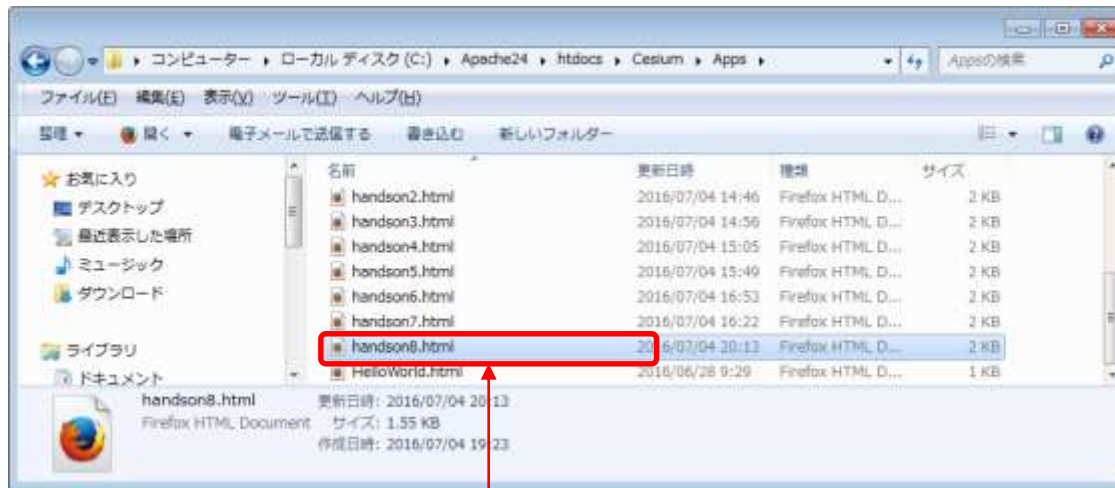 コンピューター ローカル ディスク (C:) Apache24 htdocs Cesium Apps Appsの検索
ファイル(F) 編集(E) 表示(V) ツール(T) ヘルプ(H)
整理 開く 電子メールで送信する 書き込む 新しいフォルダー
名前 更新日時 種類 サイズ
お気に入り
デスクトップ
最近表示した場所
ミュージック
ダウンロード
ライブラリ
ドキュメント
handson2.html 2016/07/04 14:46 Firefox HTML D... 2 KB
handson3.html 2016/07/04 14:56 Firefox HTML D... 2 KB
handson4.html 2016/07/04 15:05 Firefox HTML D... 2 KB
handson5.html 2016/07/04 15:49 Firefox HTML D... 2 KB
handson6.html 2016/07/04 16:53 Firefox HTML D... 2 KB
handson7.html 2016/07/04 16:22 Firefox HTML D... 2 KB
handson8.html 2016/07/04 20:13 Firefox HTML D... 2 KB
HelloWorld.html 2016/06/28 9:29 Firefox HTML D... 1 KB
handson8.html 更新日時: 2016/07/04 20:13
Firefox HTML Document サイズ: 1.55 KB
作成日時: 2016/07/04 19:23